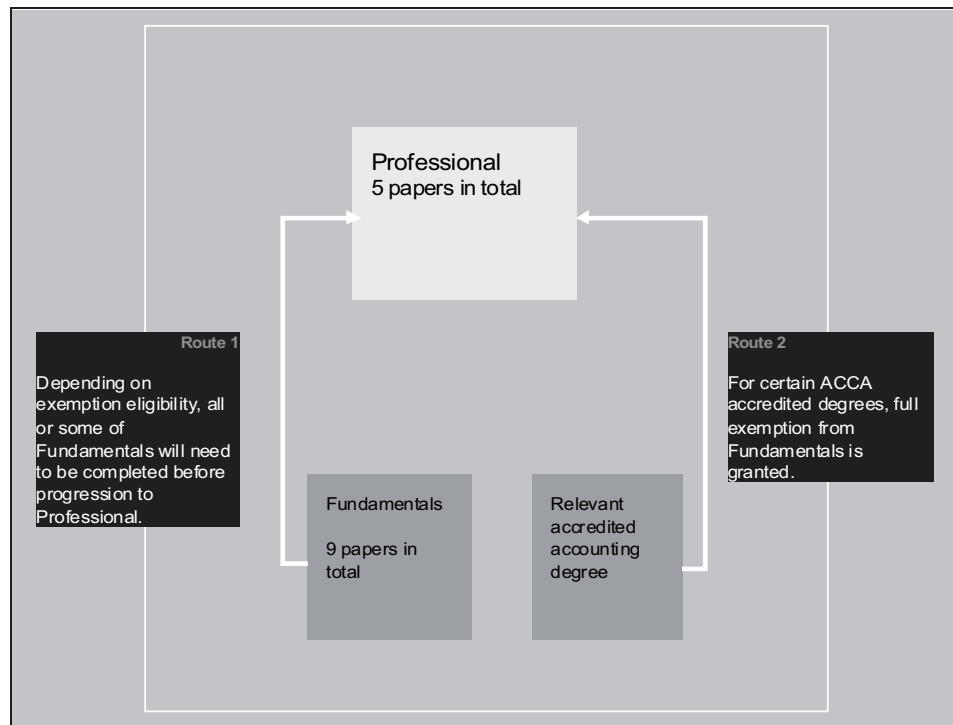 Professional
5 papers in total
Route 1
Depending on
exemption eligibility, all
or some of
Fundamentals will need
to be completed before
progression to
Professional.
Route 2
For certain ACCA
accredited degrees, full
exemption from
Fundamentals is
granted.
Fundamentals
9 papers in
total
Relevant
accredited
accounting
degree